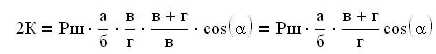 2К = Рш · а/б · в/г · (в + г)/в · cos(α) = Рш · а/б · (в + г)/г cos(α)